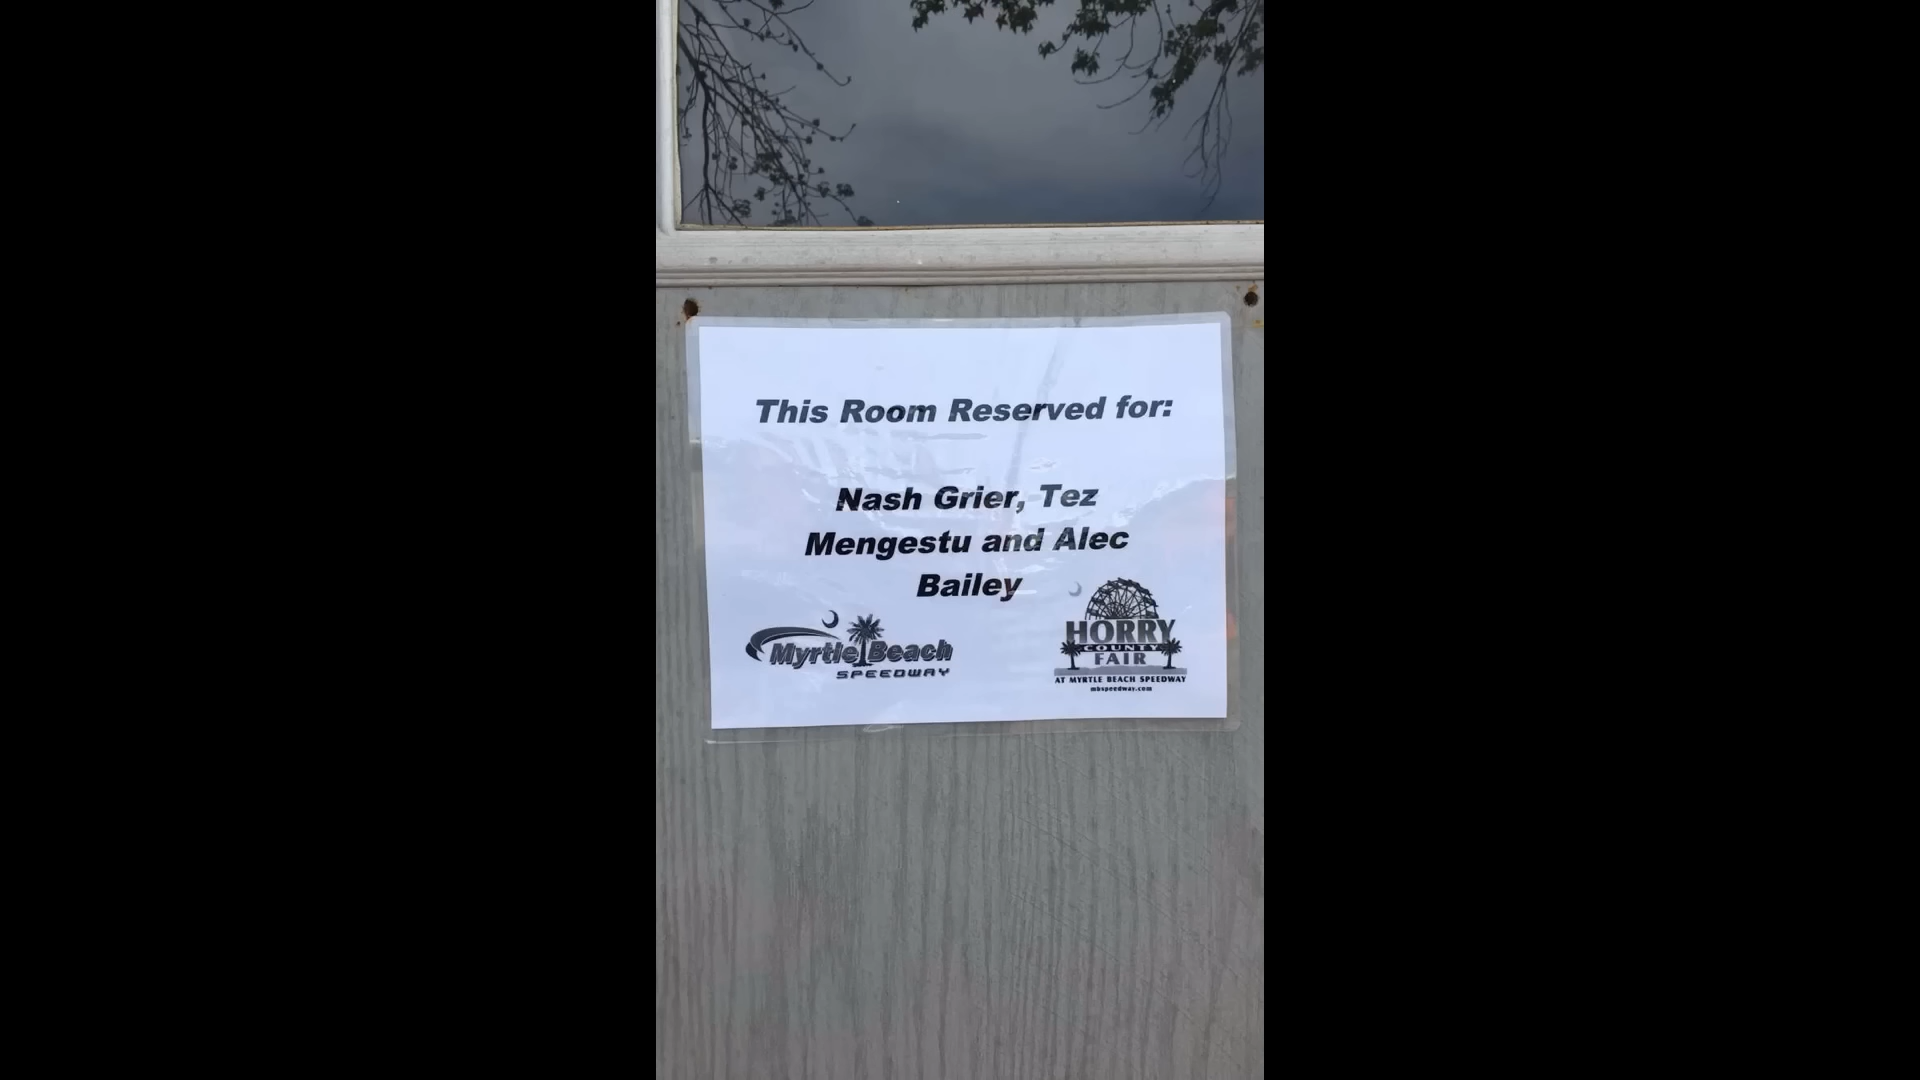 This Room Reserved for:
Nash Grier, Tez
Mengestu and Alec
Bailey
Myrtle Beach
SPEEDWAY
HORRY
COUNTY
FAIR
AT MYRTLE BEACH SPEEDWAY
mbspeedway.com